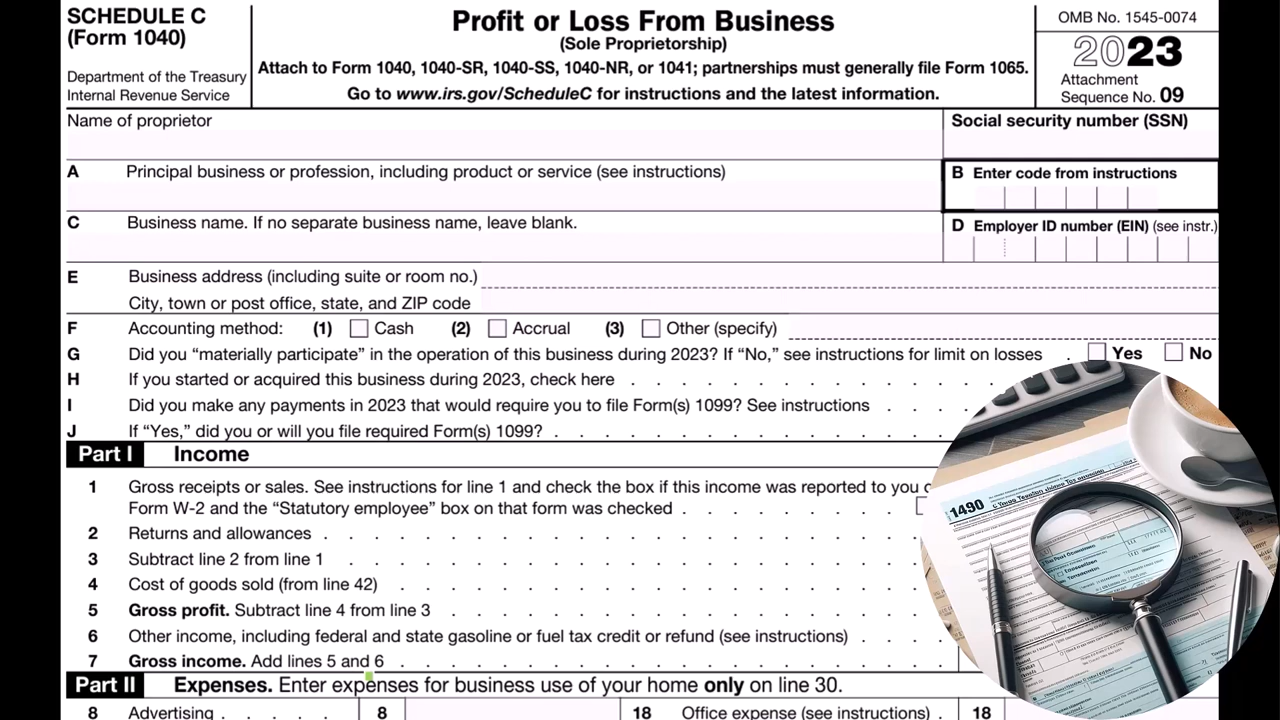 SCHEDULE C
(Form 1040)
Department of the Treasury
Internal Revenue Service
Profit or Loss From Business
(Sole Proprietorship)
Attach to Form 1040, 1040-SR, 1040-SS, 1040-NR, or 1041; partnerships must generally file Form 1065.
Go to www.irs.gov/ScheduleC for instructions and the latest information.
OMB No. 1545-0074
2023
Attachment
Sequence No. 09
Name of proprietor
Social security number (SSN)
A Principal business or profession, including product or service (see instructions)
B Enter code from instructions
C Business name. If no separate business name, leave blank.
D Employer ID number (EIN) (see instr.)
E Business address (including suite or room no.)
City, town or post office, state, and ZIP code
F Accounting method: (1) Cash (2) Accrual (3) Other (specify)
G Did you “materially participate” in the operation of this business during 2023? If “No,” see instructions for limit on losses . Yes No
H If you started or acquired this business during 2023, check here . . . . . . . . . . . . . . .
I Did you make any payments in 2023 that would require you to file Form(s) 1099? See instructions . . .
J If “Yes,” did you or will you file required Form(s) 1099? . . . . . . . . . . . . . . . .
Part I Income
1 Gross receipts or sales. See instructions for line 1 and check the box if this income was reported to you
Form W-2 and the “Statutory employee” box on that form was checked . . . . . . . . .
2 Returns and allowances . . . . . . . . . . . . . . . . . . . . . . . .
3 Subtract line 2 from line 1 . . . . . . . . . . . . . . . . . . . . . . .
4 Cost of goods sold (from line 42) . . . . . . . . . . . . . . . . . . . . .
5 Gross profit. Subtract line 4 from line 3 . . . . . . . . . . . . . . . . . . .
6 Other income, including federal and state gasoline or fuel tax credit or refund (see instructions) . . . .
7 Gross income. Add lines 5 and 6 . . . . . . . . . . . . . . . . . . . . .
Part II Expenses. Enter expenses for business use of your home only on line 30.
8 Advertising . . . . . 8
18 Office expense (see instructions) . 18
1490